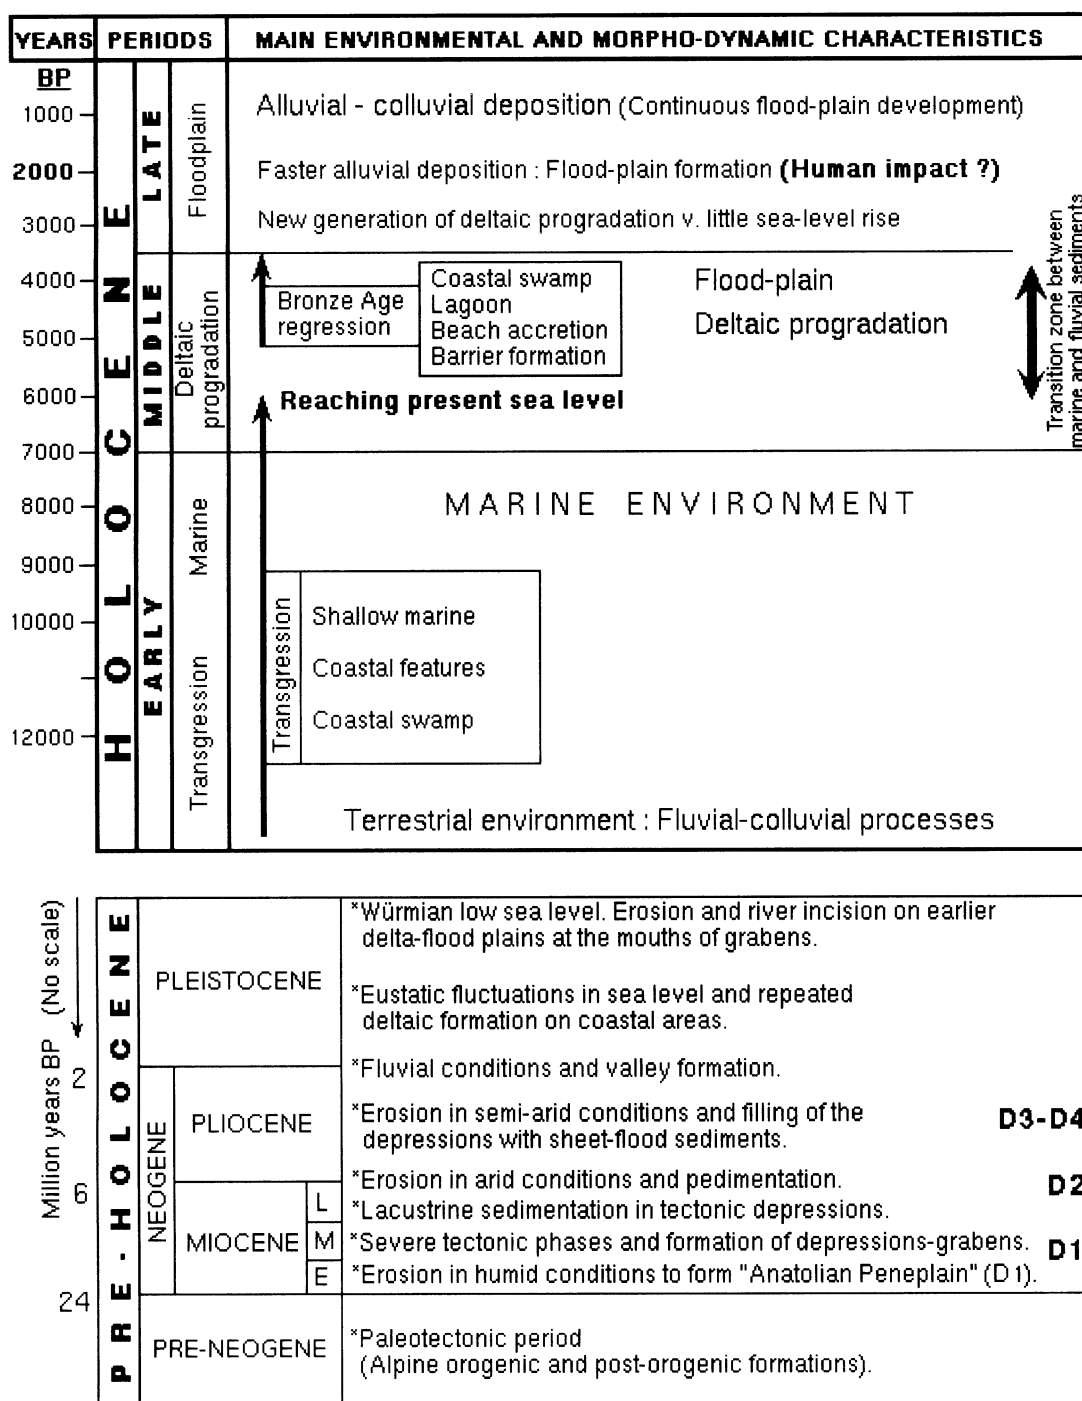 YEARS PERIODS MAIN ENVIRONMENTAL AND MORPHO-DYNAMIC CHARACTERISTICS
BP
1000
2000
3000
4000
5000
6000
7000
8000
9000
10000
12000
HOLOCENE
LATE
MIDDLE
EARLY
Floodplain
Deltaic
progradation
Marine
Transgression
Alluvial - colluvial deposition (Continuous flood-plain development)
Faster alluvial deposition : Flood-plain formation (Human impact ?)
New generation of deltaic progradation v. little sea-level rise
Bronze Age
regression
Coastal swamp
Lagoon
Beach accretion
Barrier formation
Flood-plain
Deltaic progradation
Transition zone between
marine and fluvial sediments
Reaching present sea level
MARINE ENVIRONMENT
Transgression
Shallow marine
Coastal features
Coastal swamp
Terrestrial environment : Fluvial-colluvial processes
Million years BP (No scale)
2
6
24
PRE-HOLOCENE
PLEISTOCENE
NEOGENE
PLIOCENE
MIOCENE
L
M
E
PRE-NEOGENE
*Würmian low sea level. Erosion and river incision on earlier
delta-flood plains at the mouths of grabens.
*Eustatic fluctuations in sea level and repeated
deltaic formation on coastal areas.
*Fluvial conditions and valley formation.
*Erosion in semi-arid conditions and filling of the
depressions with sheet-flood sediments.
D3-D4
*Erosion in arid conditions and pedimentation.
D2
*Lacustrine sedimentation in tectonic depressions.
*Severe tectonic phases and formation of depressions-grabens.
D1
*Erosion in humid conditions to form "Anatolian Peneplain" (D1).
*Paleotectonic period
(Alpine orogenic and post-orogenic formations).